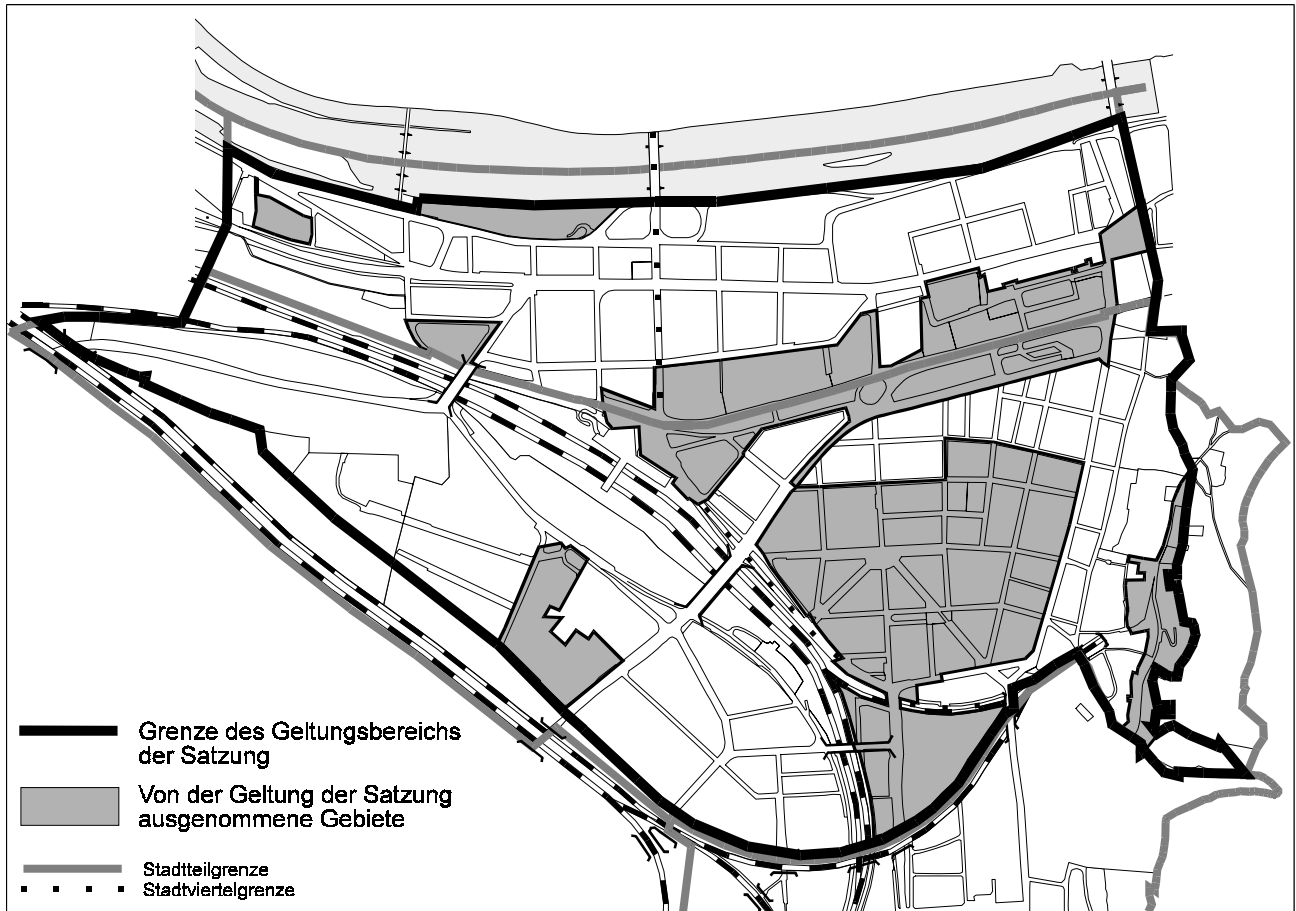 Grenze des Geltungsbereichs
der Satzung
Von der Geltung der Satzung
ausgenommene Gebiete
Stadtteilgrenze
Stadtviertelgrenze